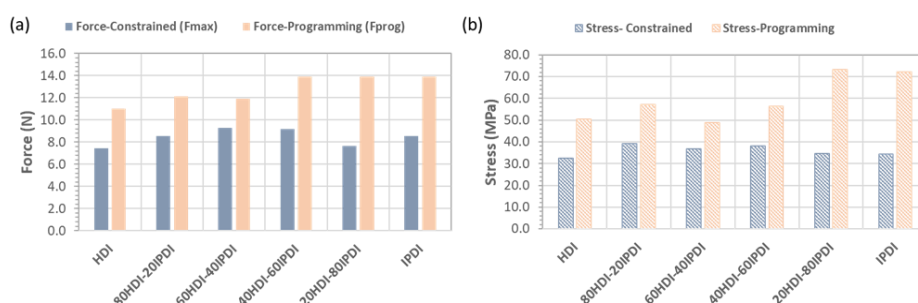 (a)
Force-Constrained (Fmax) Force-Programming (Fprog)
16.0
14.0
12.0
10.0
8.0
6.0
4.0
2.0
0.0
Force (N)
HDI
80HDI-20IPDI
60HDI-40IPDI
40HDI-60IPDI
20HDI-80IPDI
IPDI
(b)
Stress- Constrained Stress-Programming
80.0
70.0
60.0
50.0
40.0
30.0
20.0
10.0
0.0
Stress (MPa)
HDI
80HDI-20IPDI
60HDI-40IPDI
40HDI-60IPDI
20HDI-80IPDI
IPDI